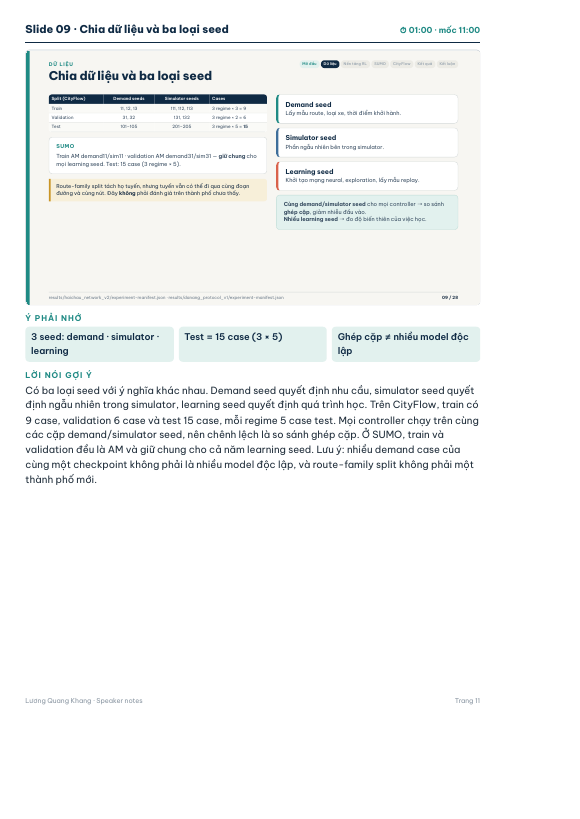 Slide 09 · Chia dữ liệu và ba loại seed
01:00 · mốc 11:00
DỮ LIỆU
Chia dữ liệu và ba loại seed
Mở đầu Dữ liệu Nền tảng RL SUMO CityFlow Kết quả Kết luận
Split (CityFlow) Demand seeds Simulator seeds Cases
Train 11, 12, 13 111, 112, 113 3 regime × 3 = 9
Validation 31, 32 131, 132 3 regime × 2 = 6
Test 101–105 201–205 3 regime × 5 = 15
SUMO
Train AM demand11/sim11 · validation AM demand31/sim31 — giữ chung cho
mọi learning seed. Test: 15 case (3 regime × 5).
Route-family split tách họ tuyến, nhưng tuyến vẫn có thể đi qua cùng đoạn
đường và cùng nút. Đây không phải đánh giá trên thành phố chưa thấy.
Demand seed
Lấy mẫu route, loại xe, thời điểm khởi hành.
Simulator seed
Phần ngẫu nhiên bên trong simulator.
Learning seed
Khởi tạo mạng neural, exploration, lấy mẫu replay.
Cùng demand/simulator seed cho mọi controller → so sánh
ghép cặp, giảm nhiễu đầu vào.
Nhiều learning seed → đo độ biến thiên của việc học.
09 / 28
Ý PHẢI NHỚ
3 seed: demand · simulator ·
learning
Test = 15 case (3 × 5)
Ghép cặp ≠ nhiều model độc
lập
LỜI NÓI GỢI Ý
Có ba loại seed với ý nghĩa khác nhau. Demand seed quyết định nhu cầu, simulator seed quyết
định ngẫu nhiên trong simulator, learning seed quyết định quá trình học. Trên CityFlow, train có
9 case, validation 6 case và test 15 case, mỗi regime 5 case test. Mọi controller chạy trên cùng
các cặp demand/simulator seed, nên chênh lệch là so sánh ghép cặp. Ở SUMO, train và
validation đều là AM và giữ chung cho cả năm learning seed. Lưu ý: nhiều demand case của
cùng một checkpoint không phải là nhiều model độc lập, và route-family split không phải một
thành phố mới.
Lương Quang Khang · Speaker notes
Trang 11